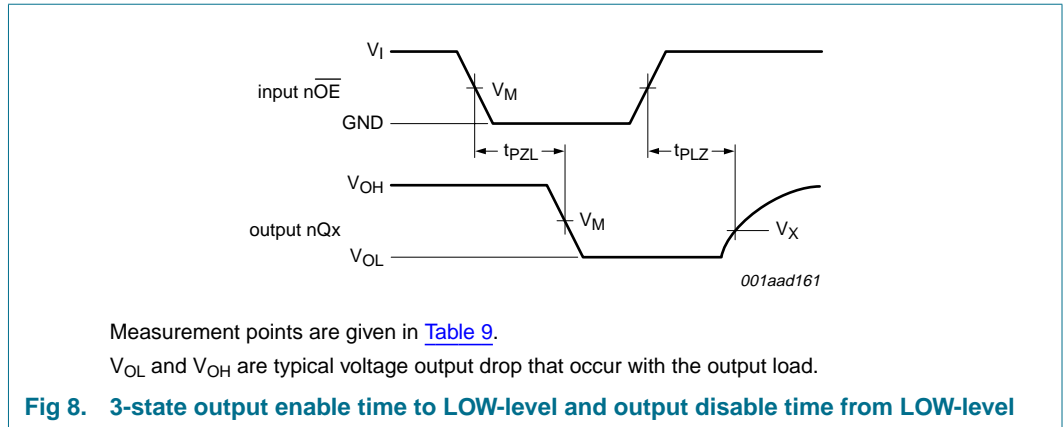 V_I
input nO̅E̅
V_M
GND
t_PZL
t_PLZ
V_OH
output nQx
V_M
V_X
V_OL
001aad161
Measurement points are given in Table 9.
V_OL and V_OH are typical voltage output drop that occur with the output load.
Fig 8. 3-state output enable time to LOW-level and output disable time from LOW-level